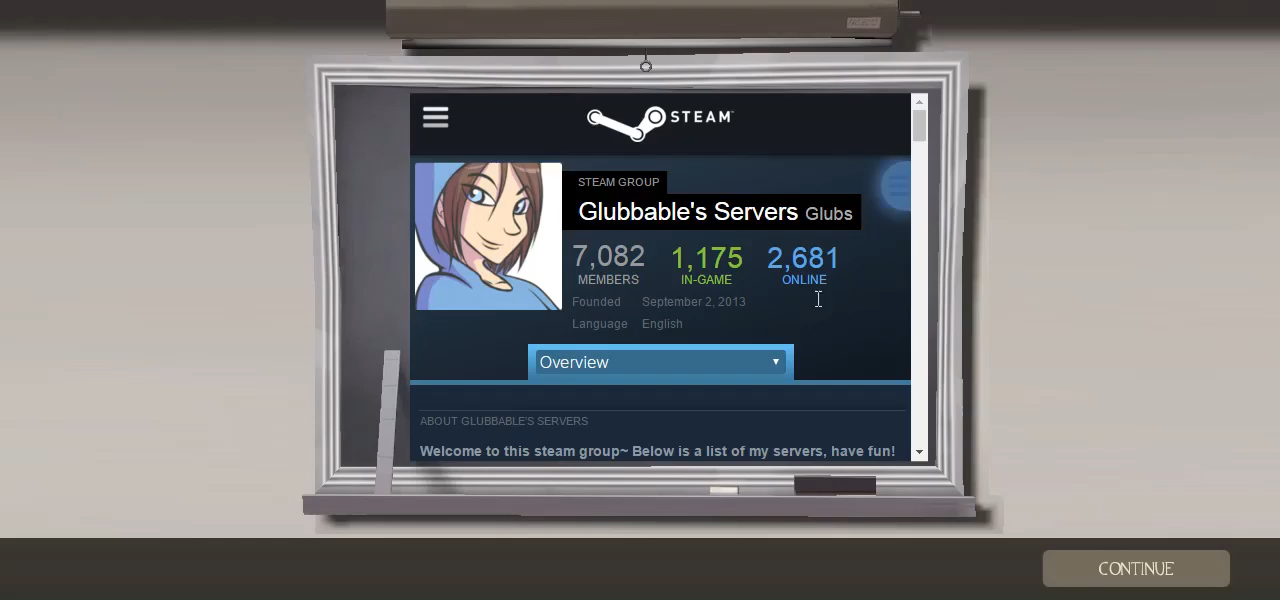 STEAM™
STEAM GROUP
Glubbable's Servers Glubs
7,082 1,175 2,681
MEMBERS IN-GAME ONLINE
Founded September 2, 2013
Language English
Overview
ABOUT GLUBBABLE'S SERVERS
Welcome to this steam group~ Below is a list of my servers, have fun!
CONTINUE